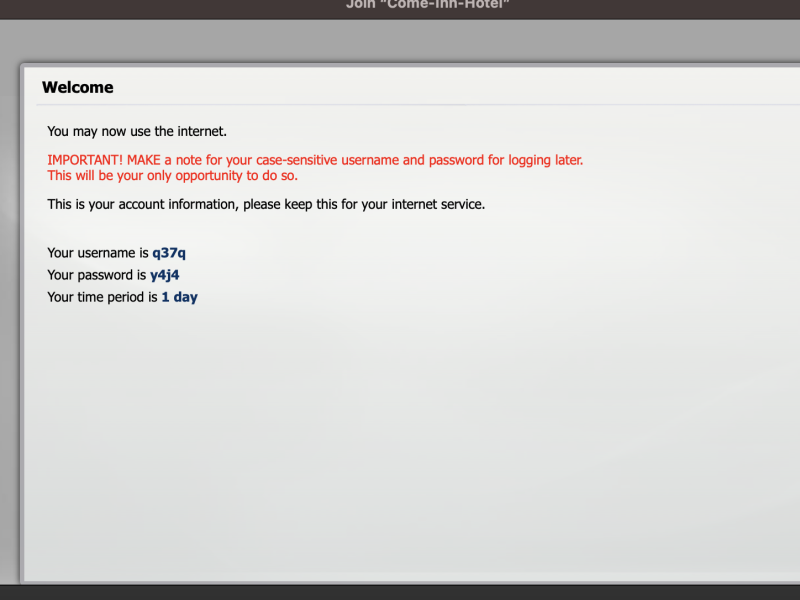 Join "Come-Inn-Hotel"
Welcome
You may now use the internet.
IMPORTANT! MAKE a note for your case-sensitive username and password for logging later.
This will be your only opportunity to do so.
This is your account information, please keep this for your internet service.
Your username is q37q
Your password is y4j4
Your time period is 1 day